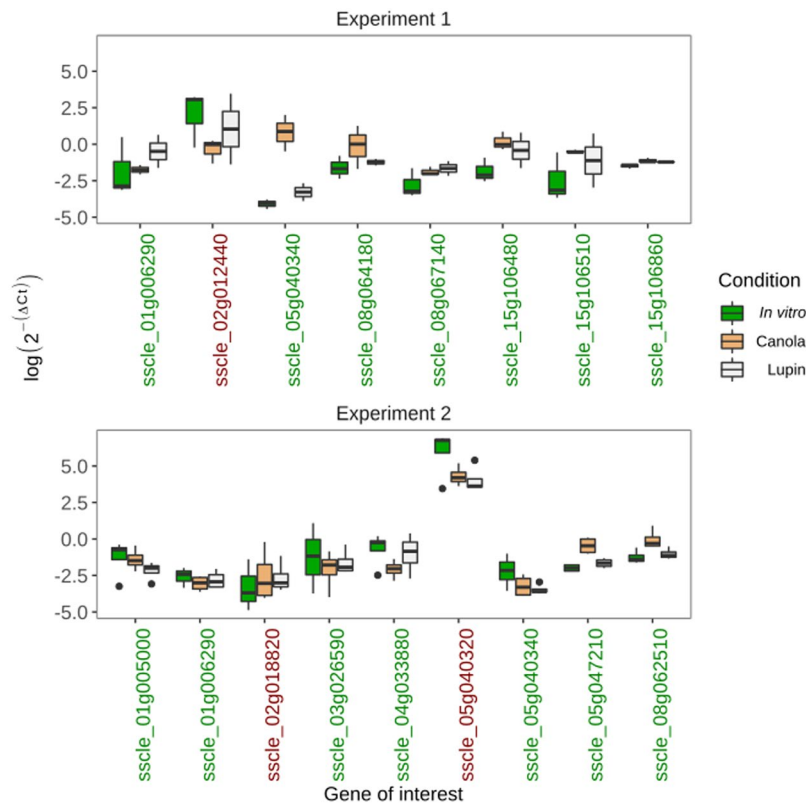 Experiment 1
5.0
2.5
0.0
-2.5
-5.0
sscle_01g006290
sscle_02g012440
sscle_05g040340
sscle_08g064180
sscle_08g067140
sscle_15g106480
sscle_15g106510
sscle_15g106860
log(2^-(ΔCt))
Condition
In vitro
Canola
Lupin
Experiment 2
5.0
2.5
0.0
-2.5
-5.0
sscle_01g005000
sscle_01g006290
sscle_02g018820
sscle_03g026590
sscle_04g033880
sscle_05g040320
sscle_05g040340
sscle_05g047210
sscle_08g062510
Gene of interest